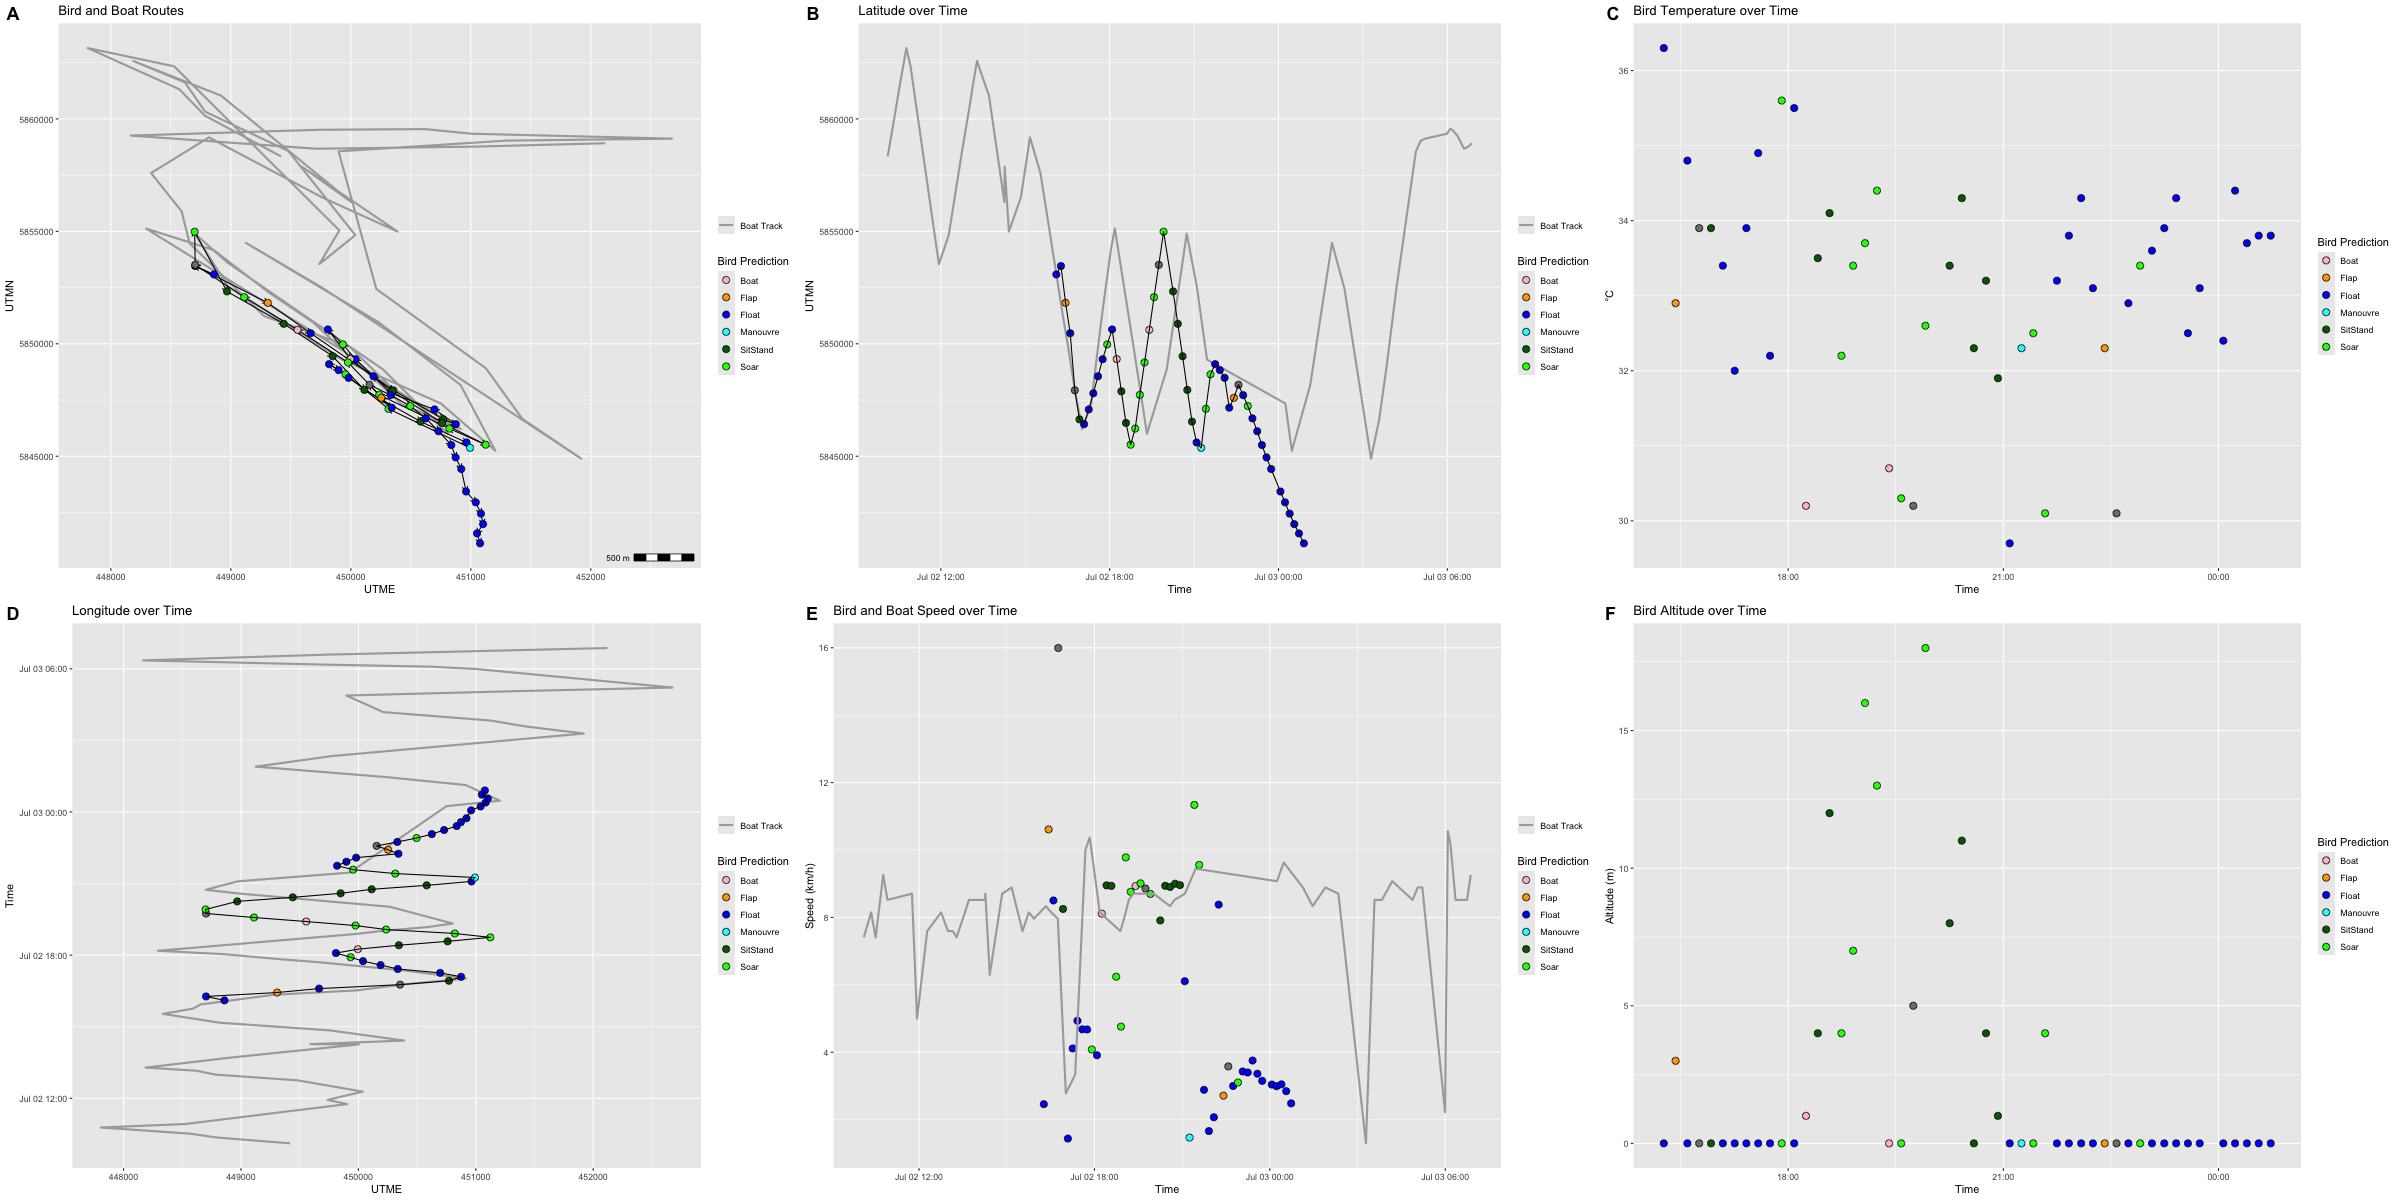 A Bird and Boat Routes
UTMN
5860000
5855000
5850000
5845000
448000 449000 450000 451000 452000
UTME
500 m
Boat Track
Bird Prediction
Boat
Flap
Float
Manouvre
SitStand
Soar
B Latitude over Time
UTMN
5860000
5855000
5850000
5845000
Jul 02 12:00 Jul 02 18:00 Jul 03 00:00 Jul 03 06:00
Time
Boat Track
Bird Prediction
Boat
Flap
Float
Manouvre
SitStand
Soar
C Bird Temperature over Time
°C
36
34
32
30
18:00 21:00 00:00
Time
Bird Prediction
Boat
Flap
Float
Manouvre
SitStand
Soar
D Longitude over Time
Time
Jul 03 06:00
Jul 03 00:00
Jul 02 18:00
Jul 02 12:00
448000 449000 450000 451000 452000
UTME
Boat Track
Bird Prediction
Boat
Flap
Float
Manouvre
SitStand
Soar
E Bird and Boat Speed over Time
Speed (km/h)
16
12
8
4
Jul 02 12:00 Jul 02 18:00 Jul 03 00:00 Jul 03 06:00
Time
Boat Track
Bird Prediction
Boat
Flap
Float
Manouvre
SitStand
Soar
F Bird Altitude over Time
Altitude (m)
15
10
5
0
18:00 21:00 00:00
Time
Bird Prediction
Boat
Flap
Float
Manouvre
SitStand
Soar